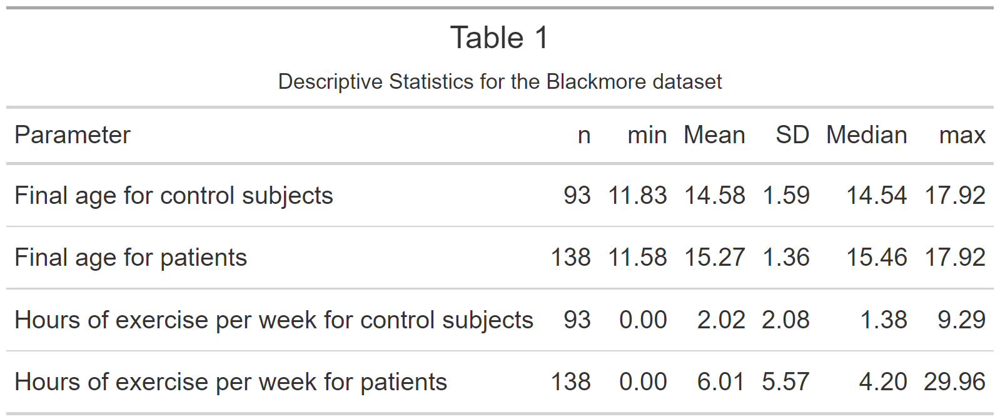 Table 1
Descriptive Statistics for the Blackmore dataset
Parameter n min Mean SD Median max
Final age for control subjects 93 11.83 14.58 1.59 14.54 17.92
Final age for patients 138 11.58 15.27 1.36 15.46 17.92
Hours of exercise per week for control subjects 93 0.00 2.02 2.08 1.38 9.29
Hours of exercise per week for patients 138 0.00 6.01 5.57 4.20 29.96